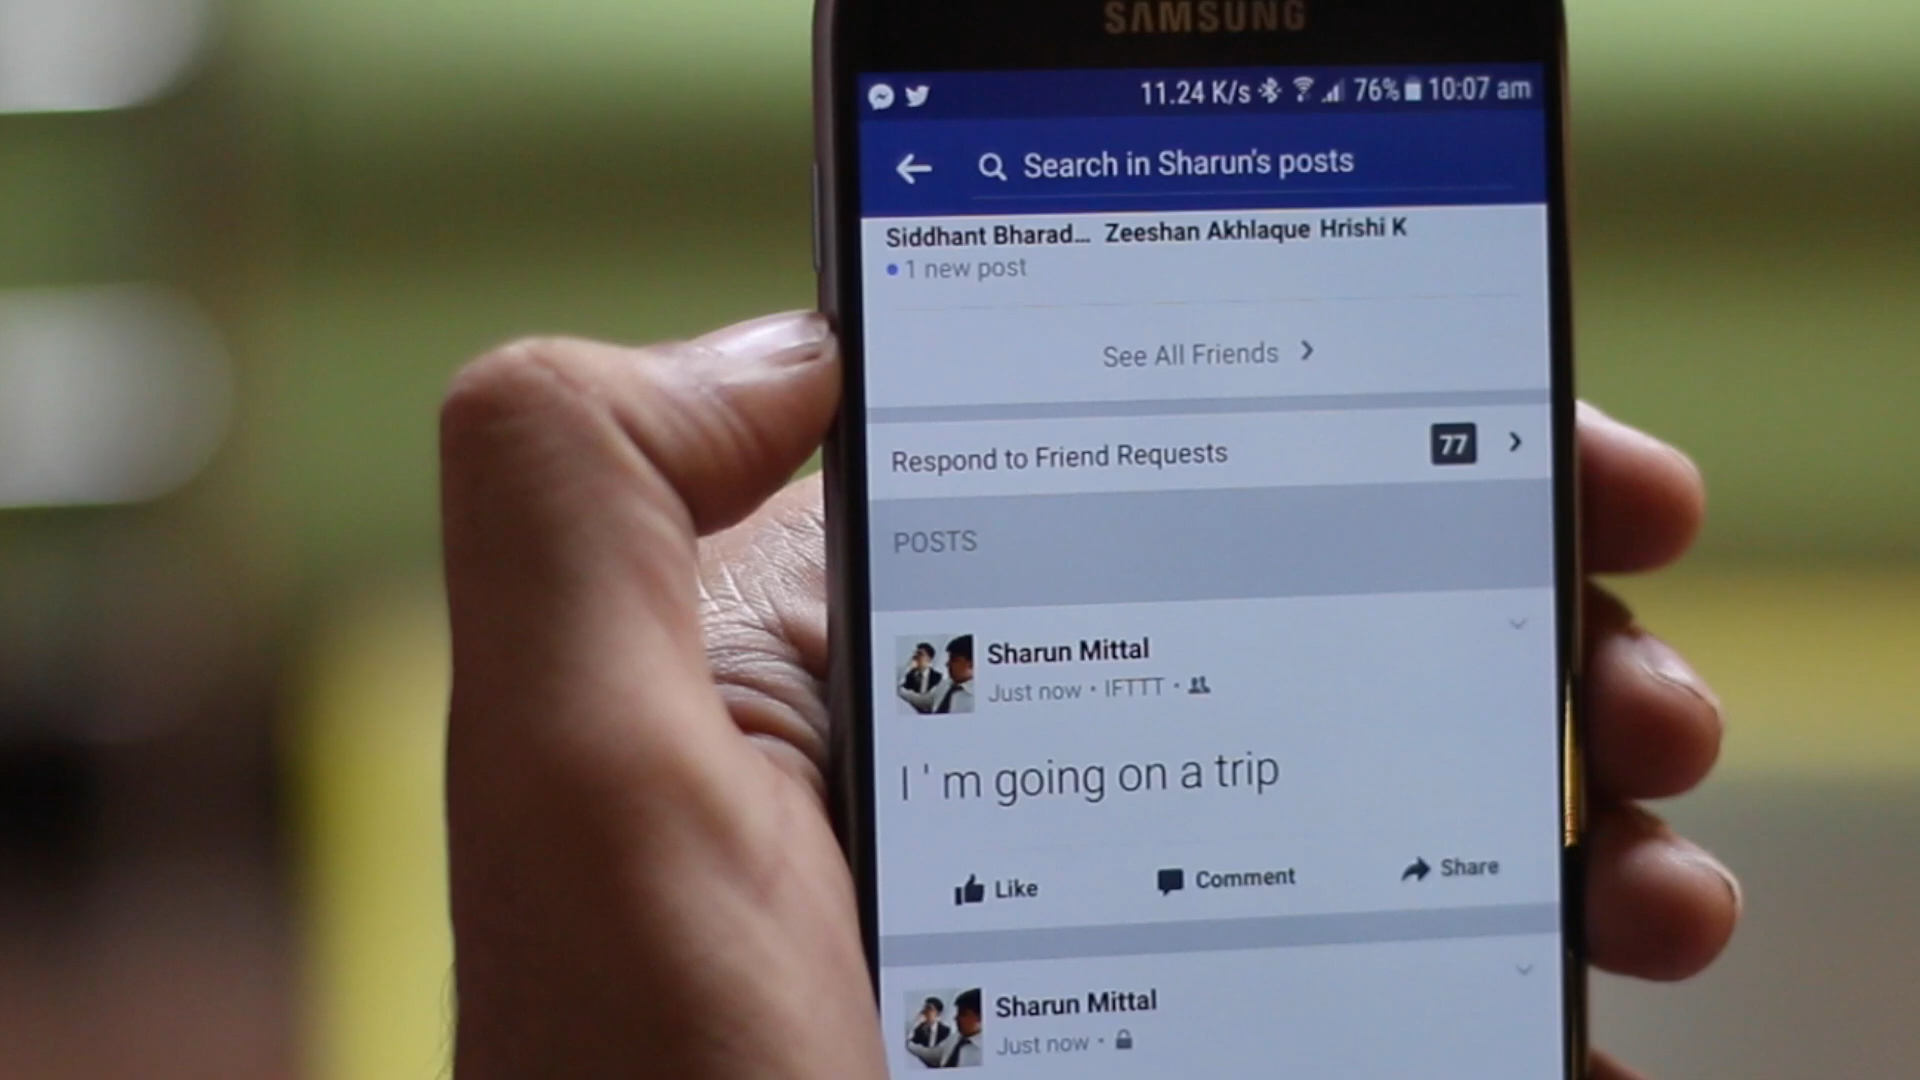 SAMSUNG
11.24 K/s 76% 10:07 am
Search in Sharun's posts
Siddhant Bharad... Zeeshan Akhlaque Hrishi K
1 new post
See All Friends
Respond to Friend Requests 77
POSTS
Sharun Mittal
Just now · IFTTT ·
I ' m going on a trip
Like Comment Share
Sharun Mittal
Just now ·